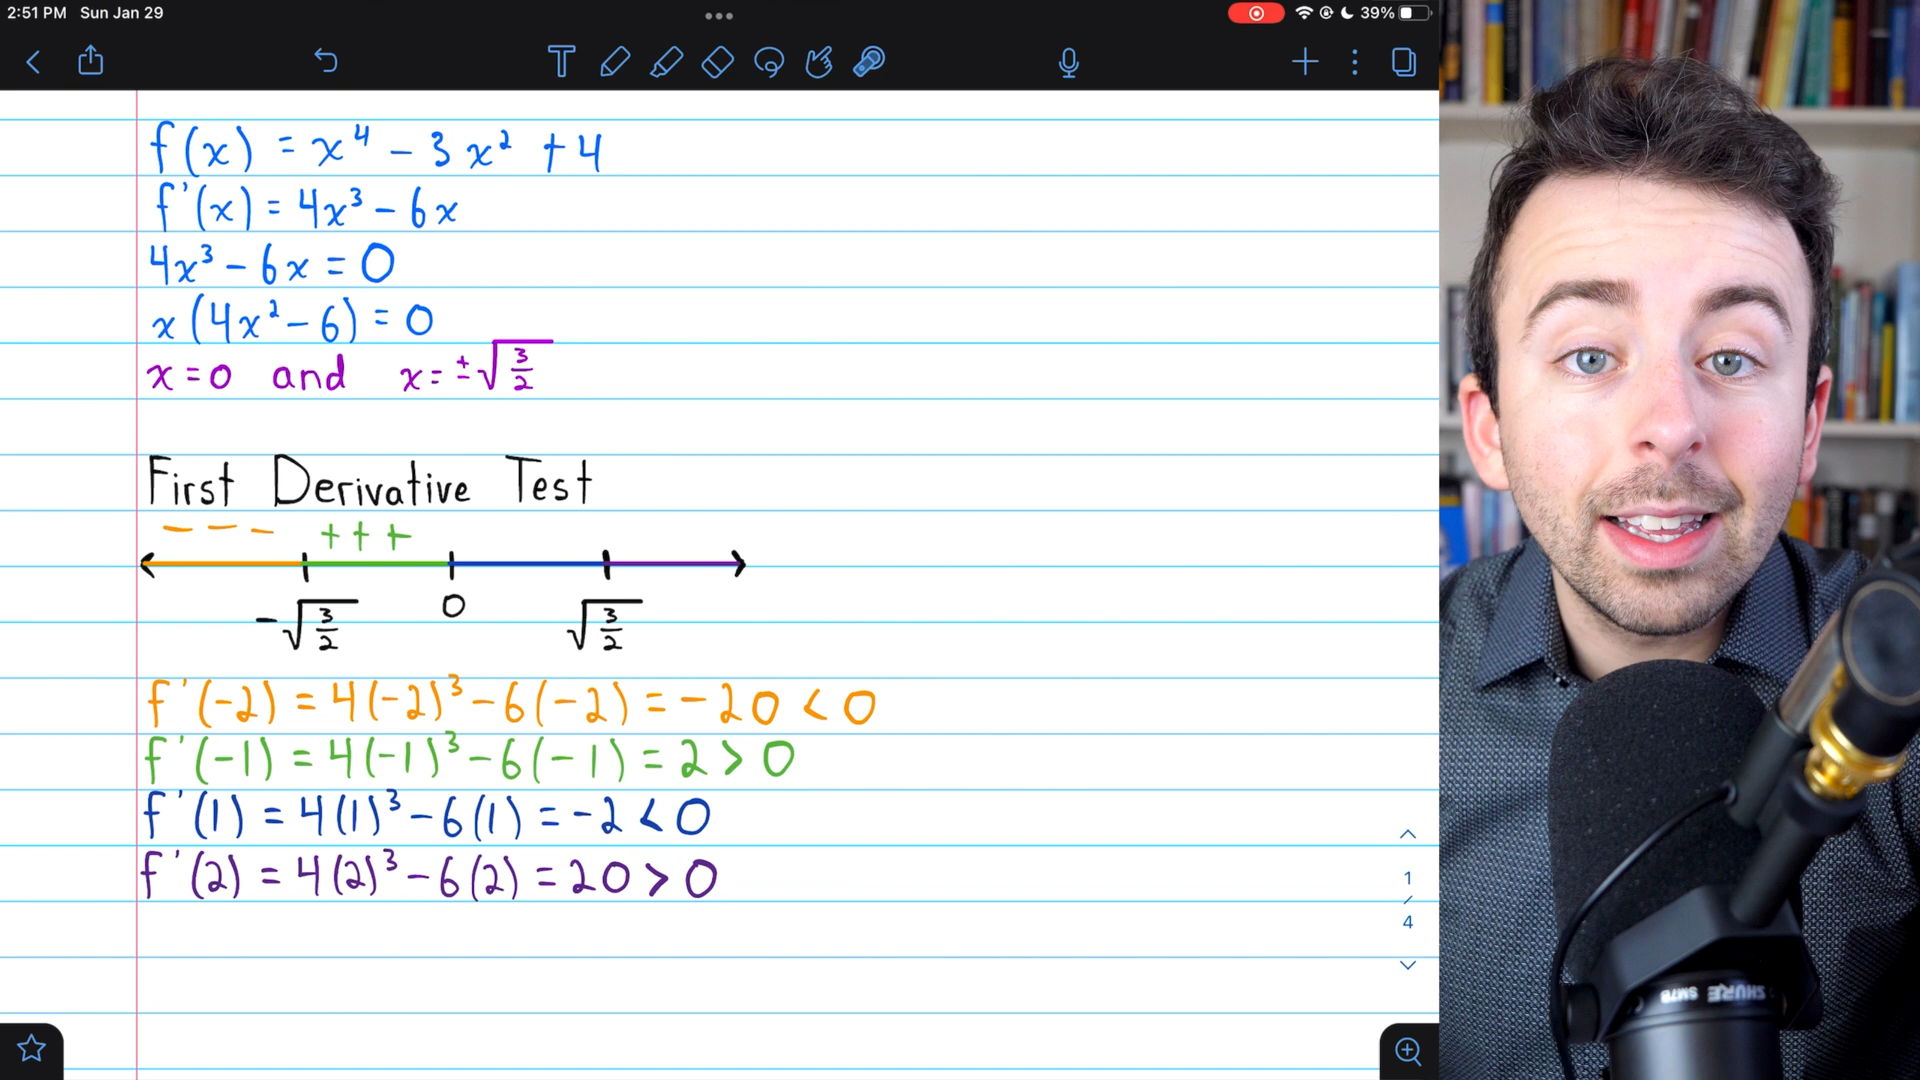 2:51 PM Sun Jan 29
39%
f(x) = x⁴ - 3x² + 4
f'(x) = 4x³ - 6x
4x³ - 6x = 0
x(4x² - 6) = 0
x = 0 and x = ±√(3/2)
First Derivative Test
- - - + + +
-√(3/2) 0 √(3/2)
f'(-2) = 4(-2)³ - 6(-2) = -20 < 0
f'(-1) = 4(-1)³ - 6(-1) = 2 > 0
f'(1) = 4(1)³ - 6(1) = -2 < 0
f'(2) = 4(2)³ - 6(2) = 20 > 0
1
/
4
SHURE SM7B